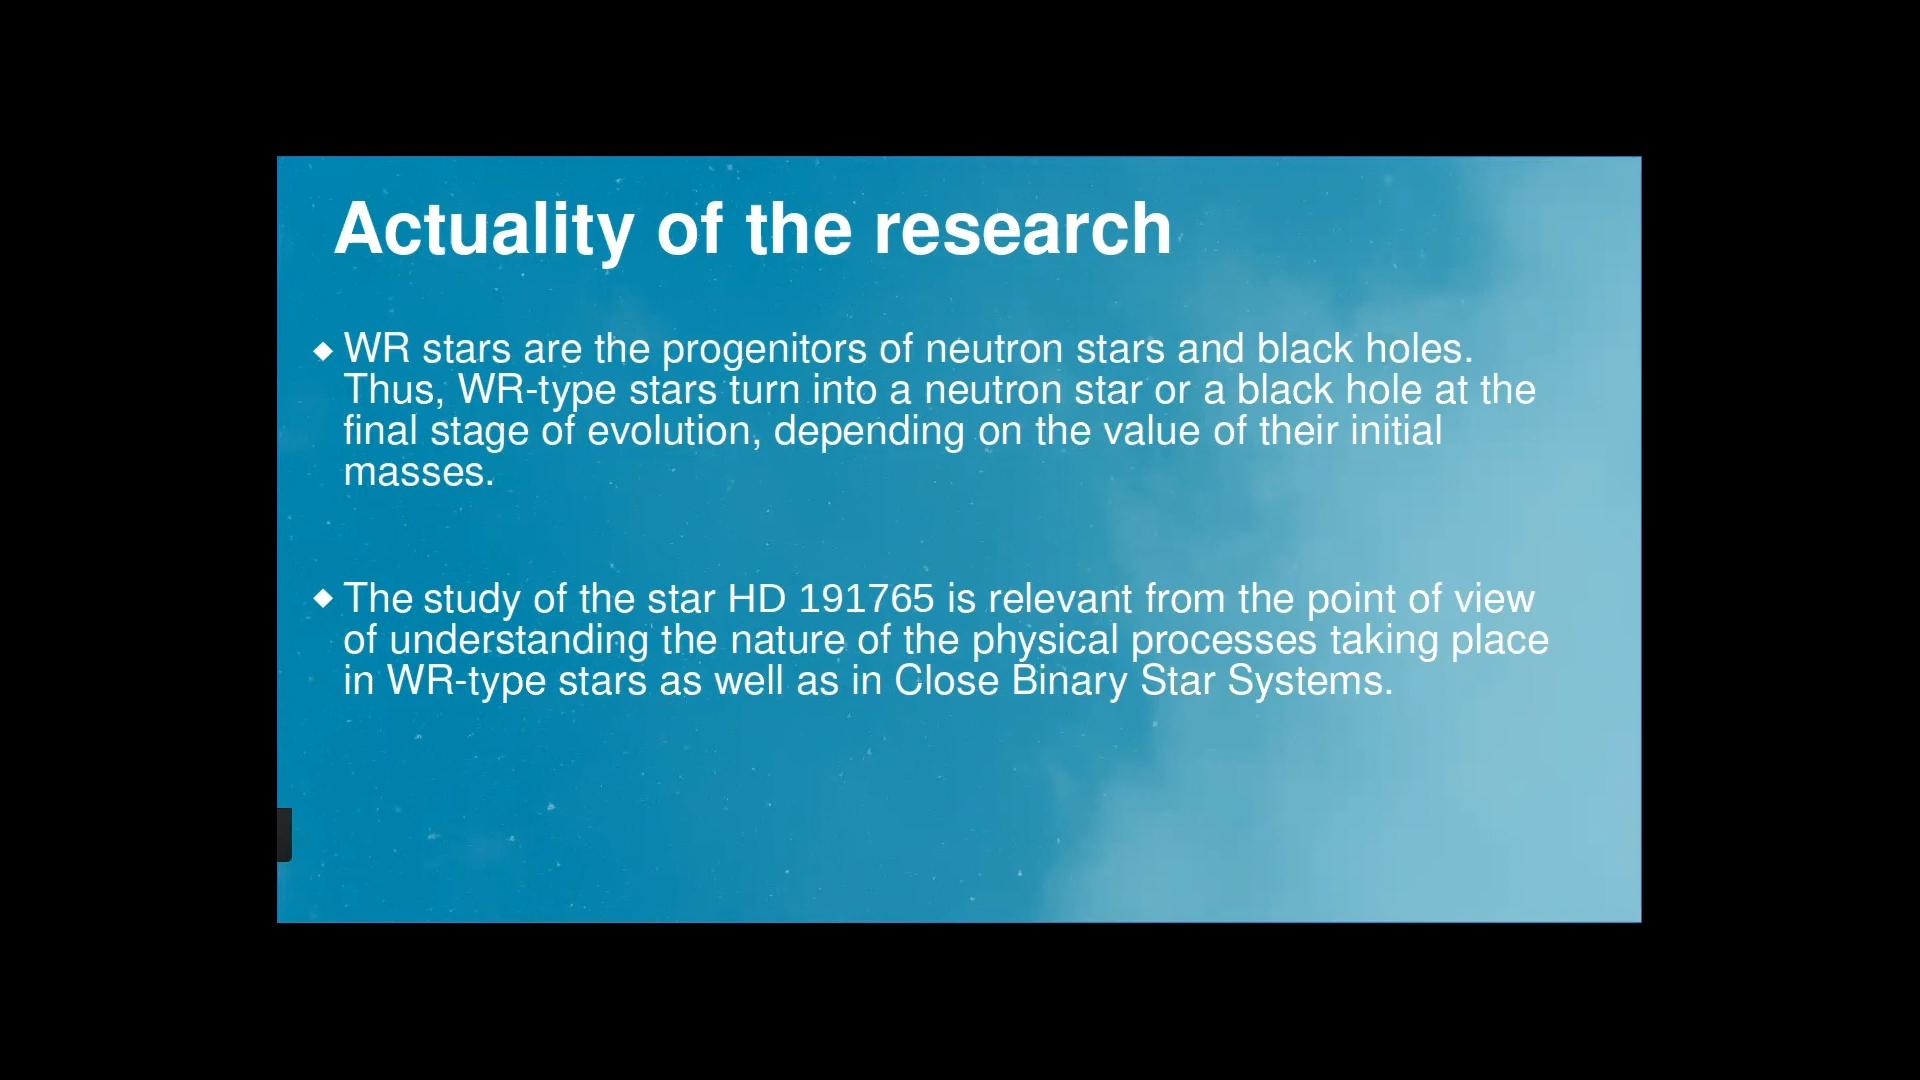 Actuality of the research
◆ WR stars are the progenitors of neutron stars and black holes.
Thus, WR-type stars turn into a neutron star or a black hole at the
final stage of evolution, depending on the value of their initial
masses.
◆ The study of the star HD 191765 is relevant from the point of view
of understanding the nature of the physical processes taking place
in WR-type stars as well as in Close Binary Star Systems.